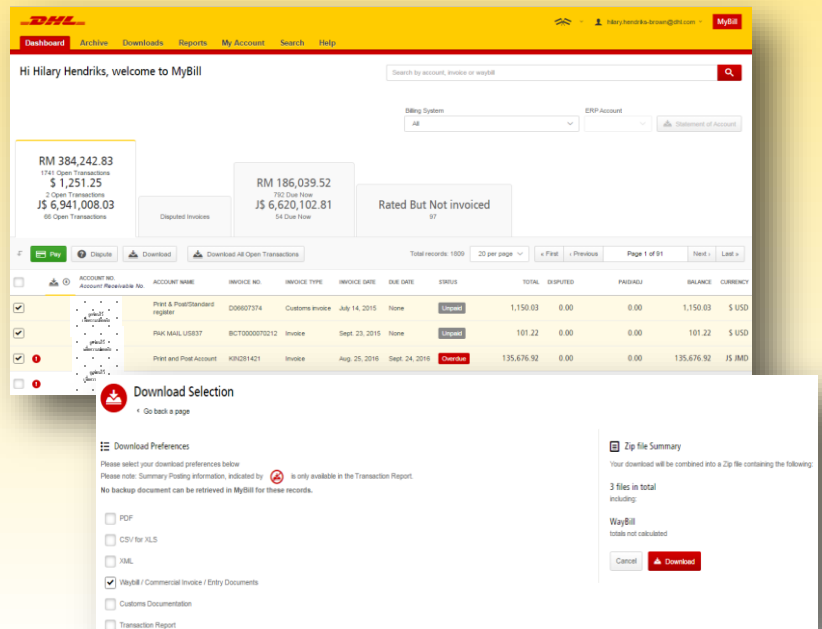 DHL
hilary.hendriks-brown@dhl.com
MyBill
Dashboard Archive Downloads Reports My Account Search Help
Hi Hilary Hendriks, welcome to MyBill
Search by account, invoice or waybill
Billing System ERP Account
All Statement of Account
RM 384,242.83
1741 Open Transactions
$ 1,251.25
2 Open Transactions
J$ 6,941,008.03
66 Open Transactions
Disputed Invoices
RM 186,039.52
792 Due Now
J$ 6,620,102.81
54 Due Now
Rated But Not invoiced
97
Pay Dispute Download Download All Open Transactions Total records: 1809 20 per page « First ‹ Previous Page 1 of 91 Next › Last »
ACCOUNT NO. ACCOUNT NAME INVOICE NO. INVOICE TYPE INVOICE DATE DUE DATE STATUS TOTAL DISPUTED PAID/ADJ BALANCE CURRENCY
Account Receivable No.
Print & Post/Standard register D06607374 Customs invoice July 14, 2015 None Unpaid 1,150.03 0.00 0.00 1,150.03 $ USD
PAK MAIL US837 BCT0000070212 Invoice Sept. 23, 2015 None Unpaid 101.22 0.00 0.00 101.22 $ USD
Print and Post Account KIN281421 Invoice Aug. 25, 2016 Sept. 24, 2016 Overdue 135,676.92 0.00 0.00 135,676.92 J$ JMD
Download Selection
‹ Go back a page
Download Preferences
Please select your download preferences below
Please note: Summary Posting information, indicated by is only available in the Transaction Report.
No backup document can be retrieved in MyBill for these records.
PDF
CSV for XLS
XML
Waybill / Commercial Invoice / Entry Documents
Customs Documentation
Transaction Report
Zip file Summary
Your download will be combined into a Zip file containing the following:
3 files in total
including:
WayBill
totals not calculated
Cancel Download